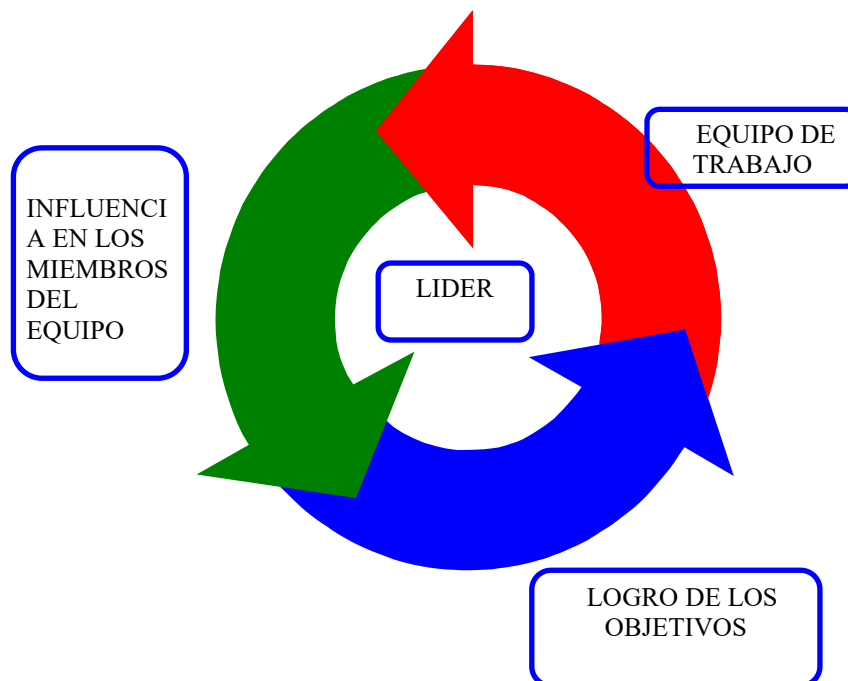 EQUIPO DE
TRABAJO
INFLUENCI
A EN LOS
MIEMBROS
DEL
EQUIPO
LIDER
LOGRO DE LOS
OBJETIVOS